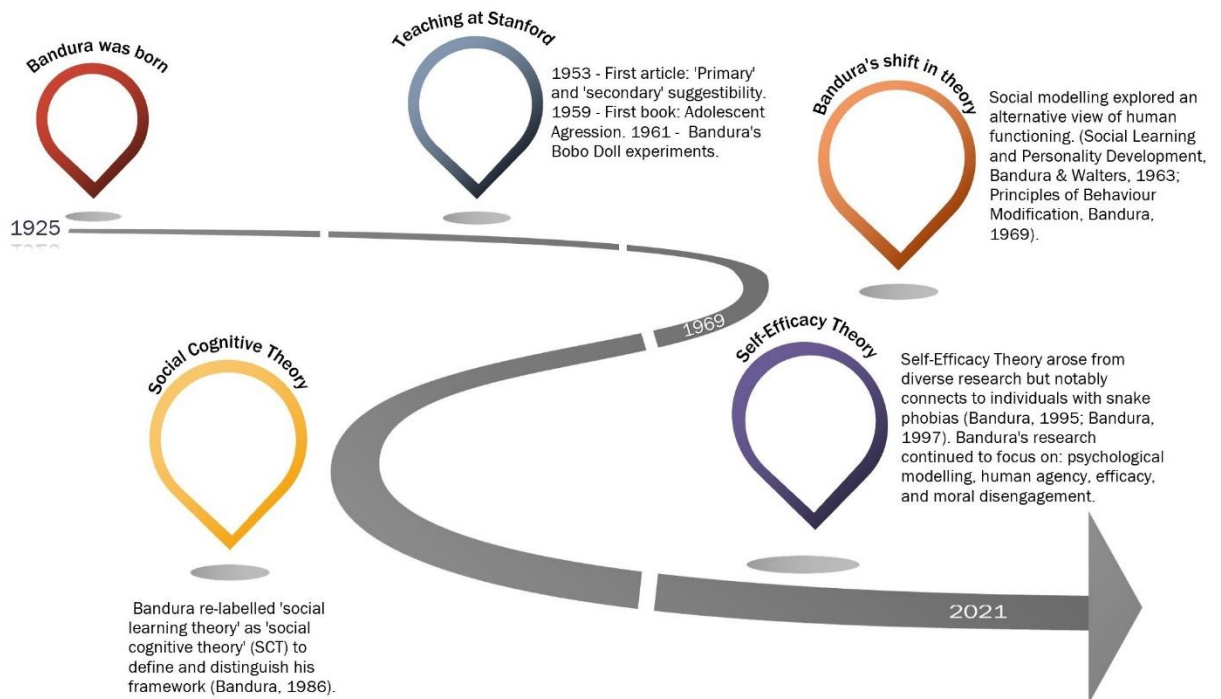 Bandura was born
1925
Teaching at Stanford
1953 - First article: 'Primary'
and 'secondary' suggestibility.
1959 - First book: Adolescent
Agression. 1961 - Bandura's
Bobo Doll experiments.
Bandura's shift in theory
Social modelling explored an
alternative view of human
functioning. (Social Learning
and Personality Development,
Bandura & Walters, 1963;
Principles of Behaviour
Modification, Bandura,
1969).
1969
Social Cognitive Theory
Bandura re-labelled 'social
learning theory' as 'social
cognitive theory' (SCT) to
define and distinguish his
framework (Bandura, 1986).
Self-Efficacy Theory
Self-Efficacy Theory arose from
diverse research but notably
connects to individuals with snake
phobias (Bandura, 1995; Bandura,
1997). Bandura's research
continued to focus on: psychological
modelling, human agency, efficacy,
and moral disengagement.
2021